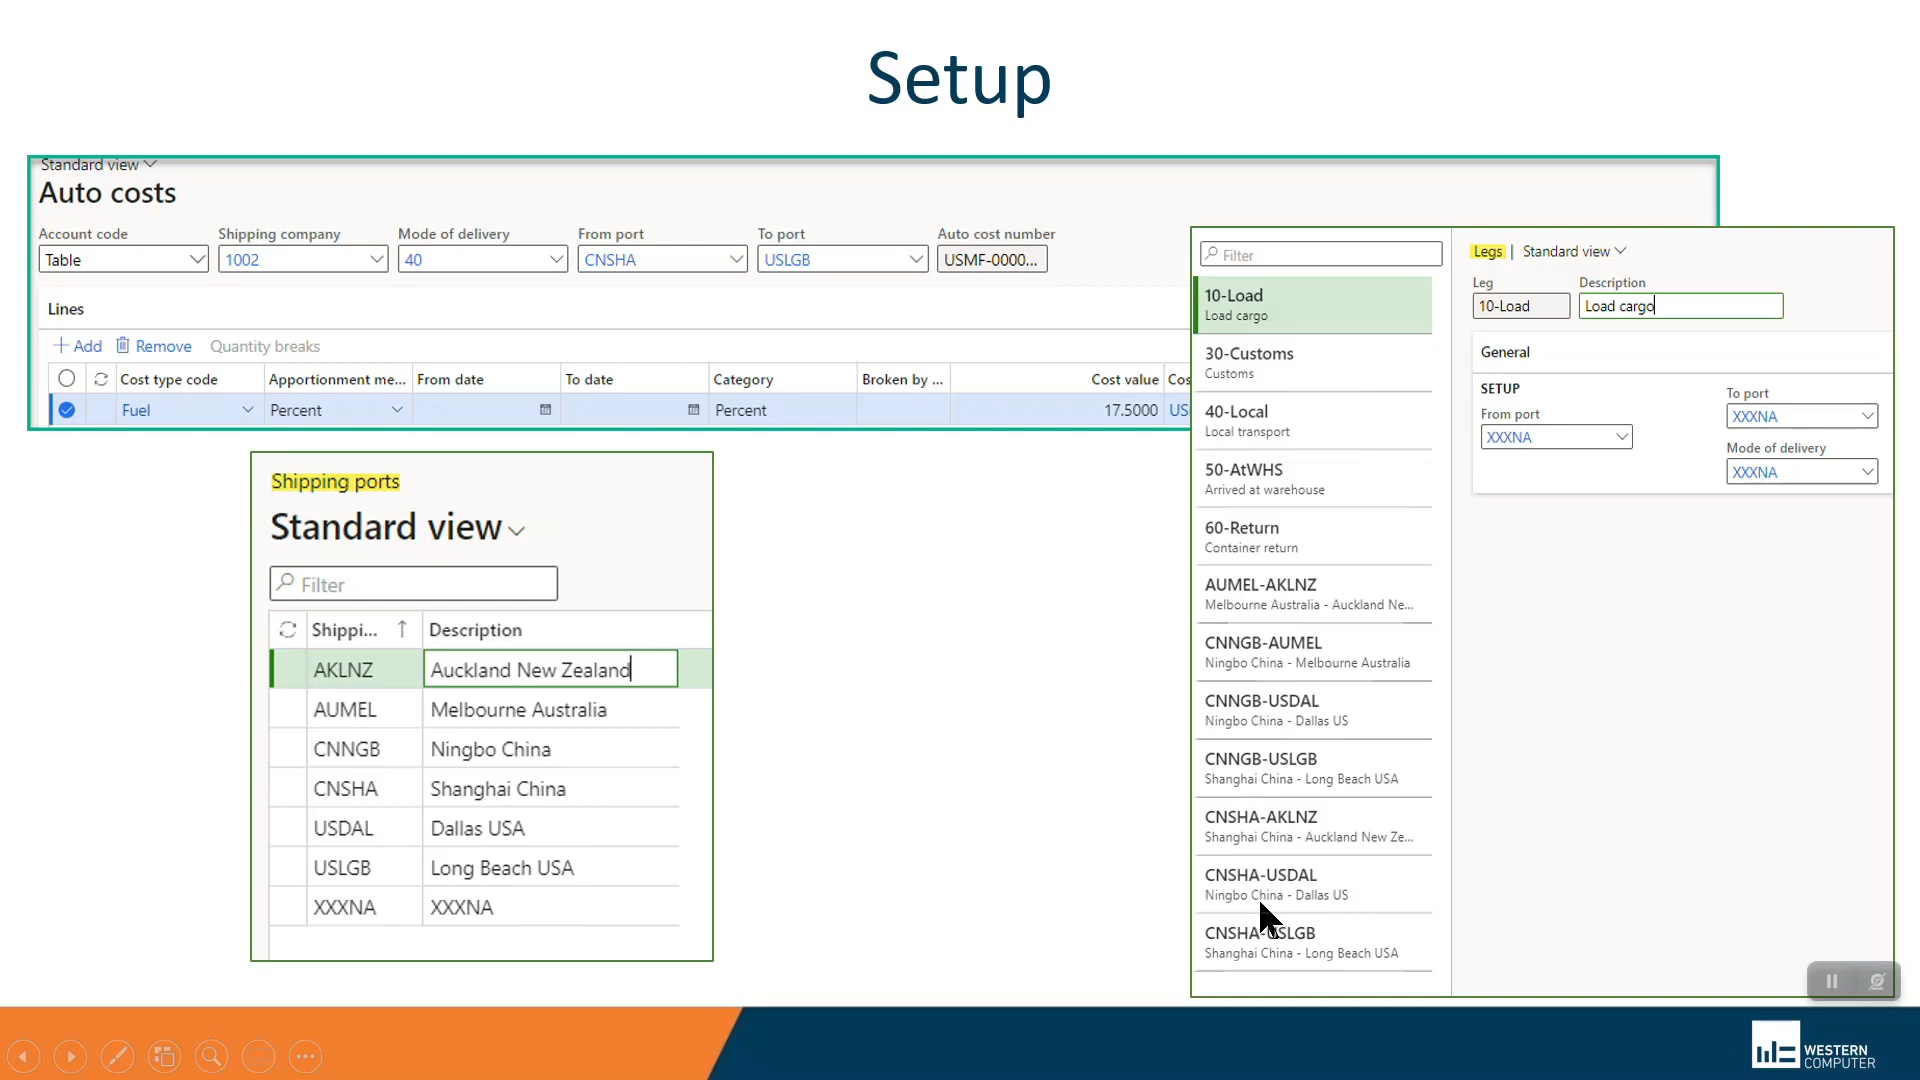 Setup
Standard view
Auto costs
Account code Shipping company Mode of delivery From port To port Auto cost number
Table 1002 40 CNSHA USLGB USMF-0000...
Lines
Add Remove Quantity breaks
Cost type code Apportionment me... From date To date Category Broken by ... Cost value Cos
Fuel Percent Percent 17.5000 US
Shipping ports
Standard view
Filter
Shippi... Description
AKLNZ Auckland New Zealand
AUMEL Melbourne Australia
CNNGB Ningbo China
CNSHA Shanghai China
USDAL Dallas USA
USLGB Long Beach USA
XXXNA XXXNA
Filter
10-Load
Load cargo
30-Customs
Customs
40-Local
Local transport
50-AtWHS
Arrived at warehouse
60-Return
Container return
AUMEL-AKLNZ
Melbourne Australia - Auckland Ne...
CNNGB-AUMEL
Ningbo China - Melbourne Australia
CNNGB-USDAL
Ningbo China - Dallas US
CNNGB-USLGB
Shanghai China - Long Beach USA
CNSHA-AKLNZ
Shanghai China - Auckland New Ze...
CNSHA-USDAL
Ningbo China - Dallas US
CNSHA-USLGB
Shanghai China - Long Beach USA
Legs | Standard view
Leg Description
10-Load Load cargo
General
SETUP
From port
XXXNA
To port
XXXNA
Mode of delivery
XXXNA
WESTERN
COMPUTER